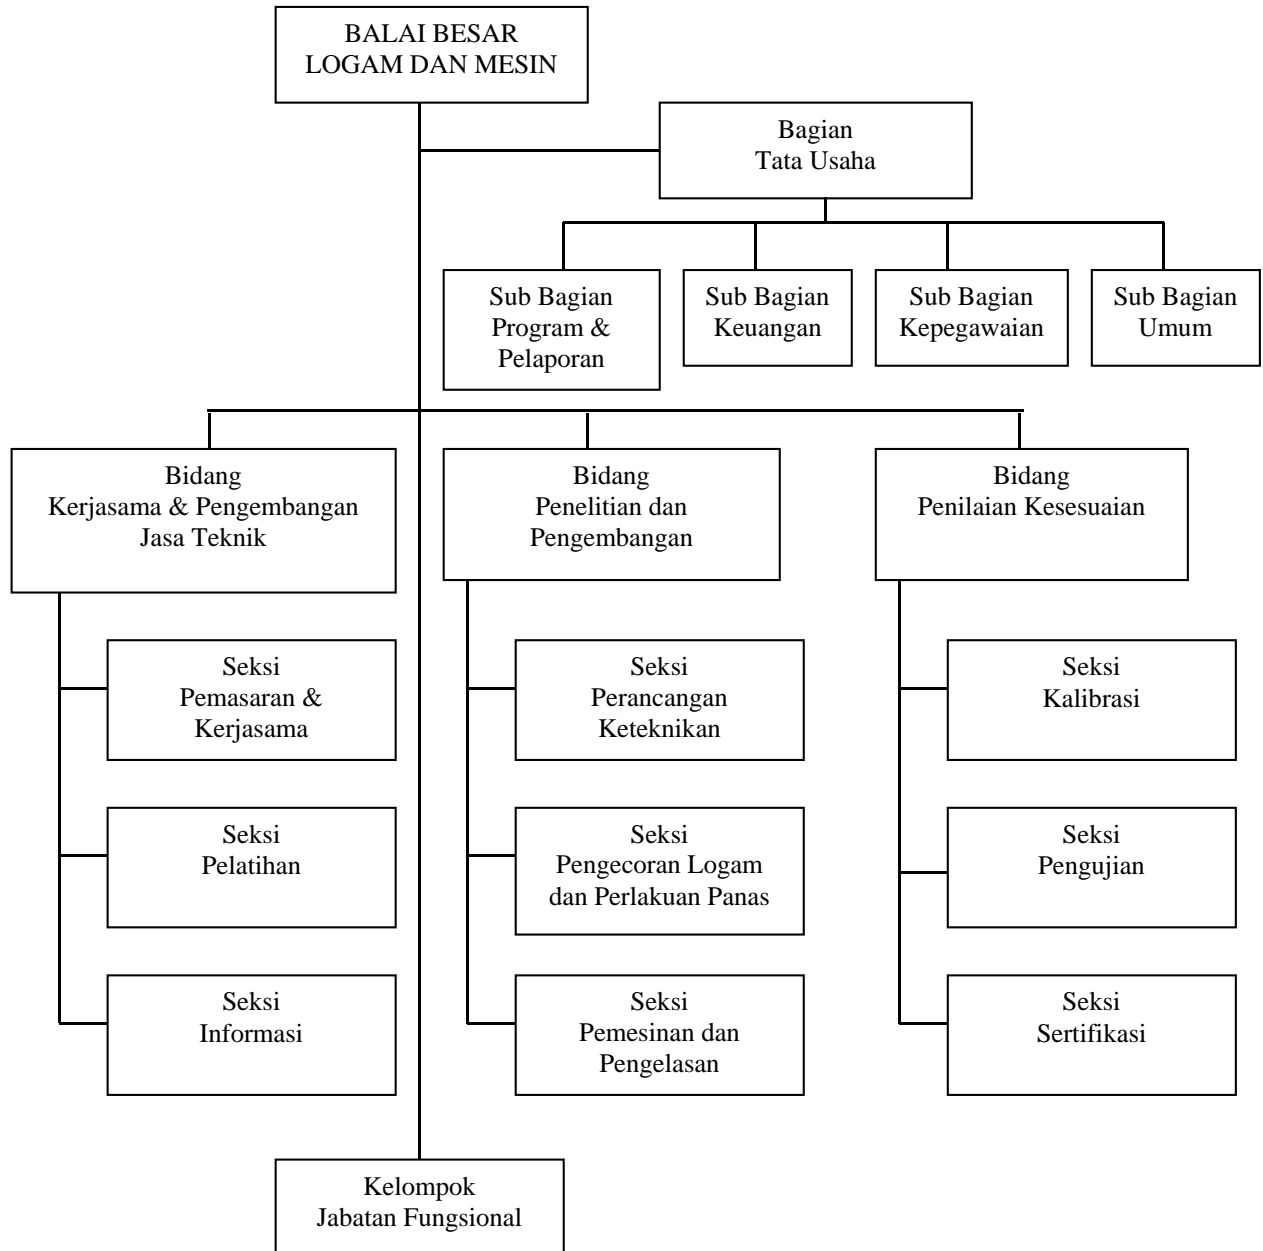 BALAI BESAR
LOGAM DAN MESIN
Bagian
Tata Usaha
Sub Bagian
Program &
Pelaporan
Sub Bagian
Keuangan
Sub Bagian
Kepegawaian
Sub Bagian
Umum
Bidang
Kerjasama & Pengembangan
Jasa Teknik
Bidang
Penelitian dan
Pengembangan
Bidang
Penilaian Kesesuaian
Seksi
Pemasaran &
Kerjasama
Seksi
Perancangan
Keteknikan
Seksi
Kalibrasi
Seksi
Pelatihan
Seksi
Pengecoran Logam
dan Perlakuan Panas
Seksi
Pengujian
Seksi
Informasi
Seksi
Pemesinan dan
Pengelasan
Seksi
Sertifikasi
Kelompok
Jabatan Fungsional